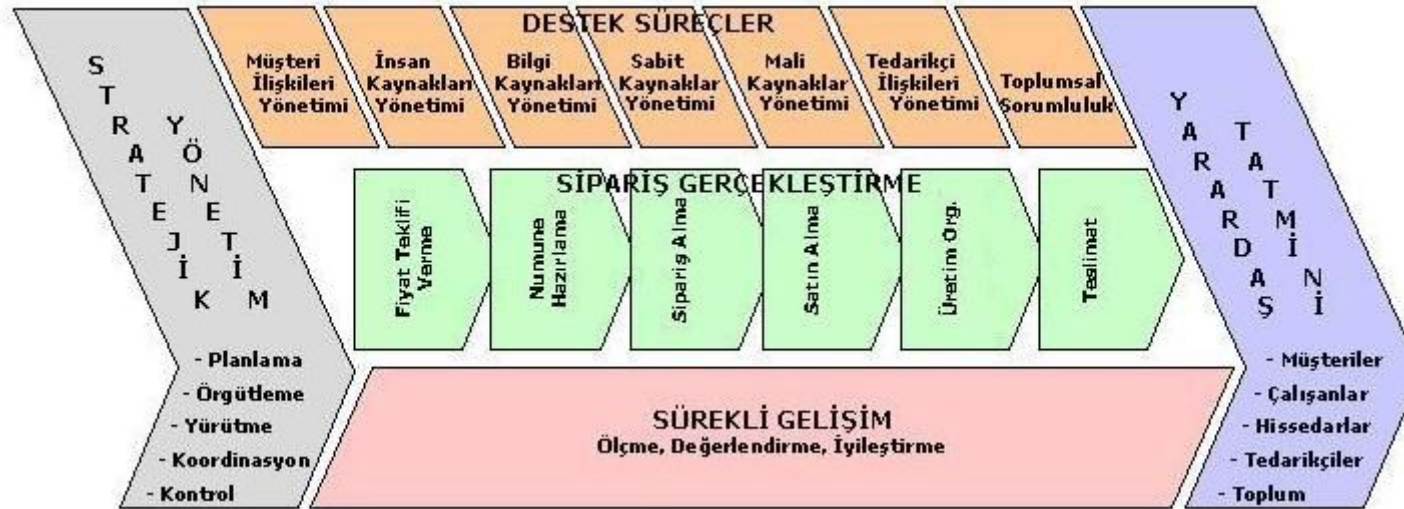 STRATEJİK
YÖNETİM
- Planlama
- Örgütleme
- Yürütme
- Koordinasyon
- Kontrol
DESTEK SÜREÇLER
Müşteri
İlişkileri
Yönetimi
İnsan
Kaynakları
Yönetimi
Bilgi
Kaynakları
Yönetimi
Sabit
Kaynaklar
Yönetimi
Mali
Kaynaklar
Yönetimi
Tedarikçi
İlişkileri
Yönetimi
Toplumsal
Sorumluluk
SİPARİŞ GERÇEKLEŞTİRME
Fiyat Teklifi
Verme
Numune
Hazırlama
Sipariş Alma
Satın Alma
Üretim Org.
Teslimat
SÜREKLİ GELİŞİM
Ölçme, Değerlendirme, İyileştirme
YARARDAŞ
TATMİNİ
- Müşteriler
- Çalışanlar
- Hissedarlar
- Tedarikçiler
- Toplum